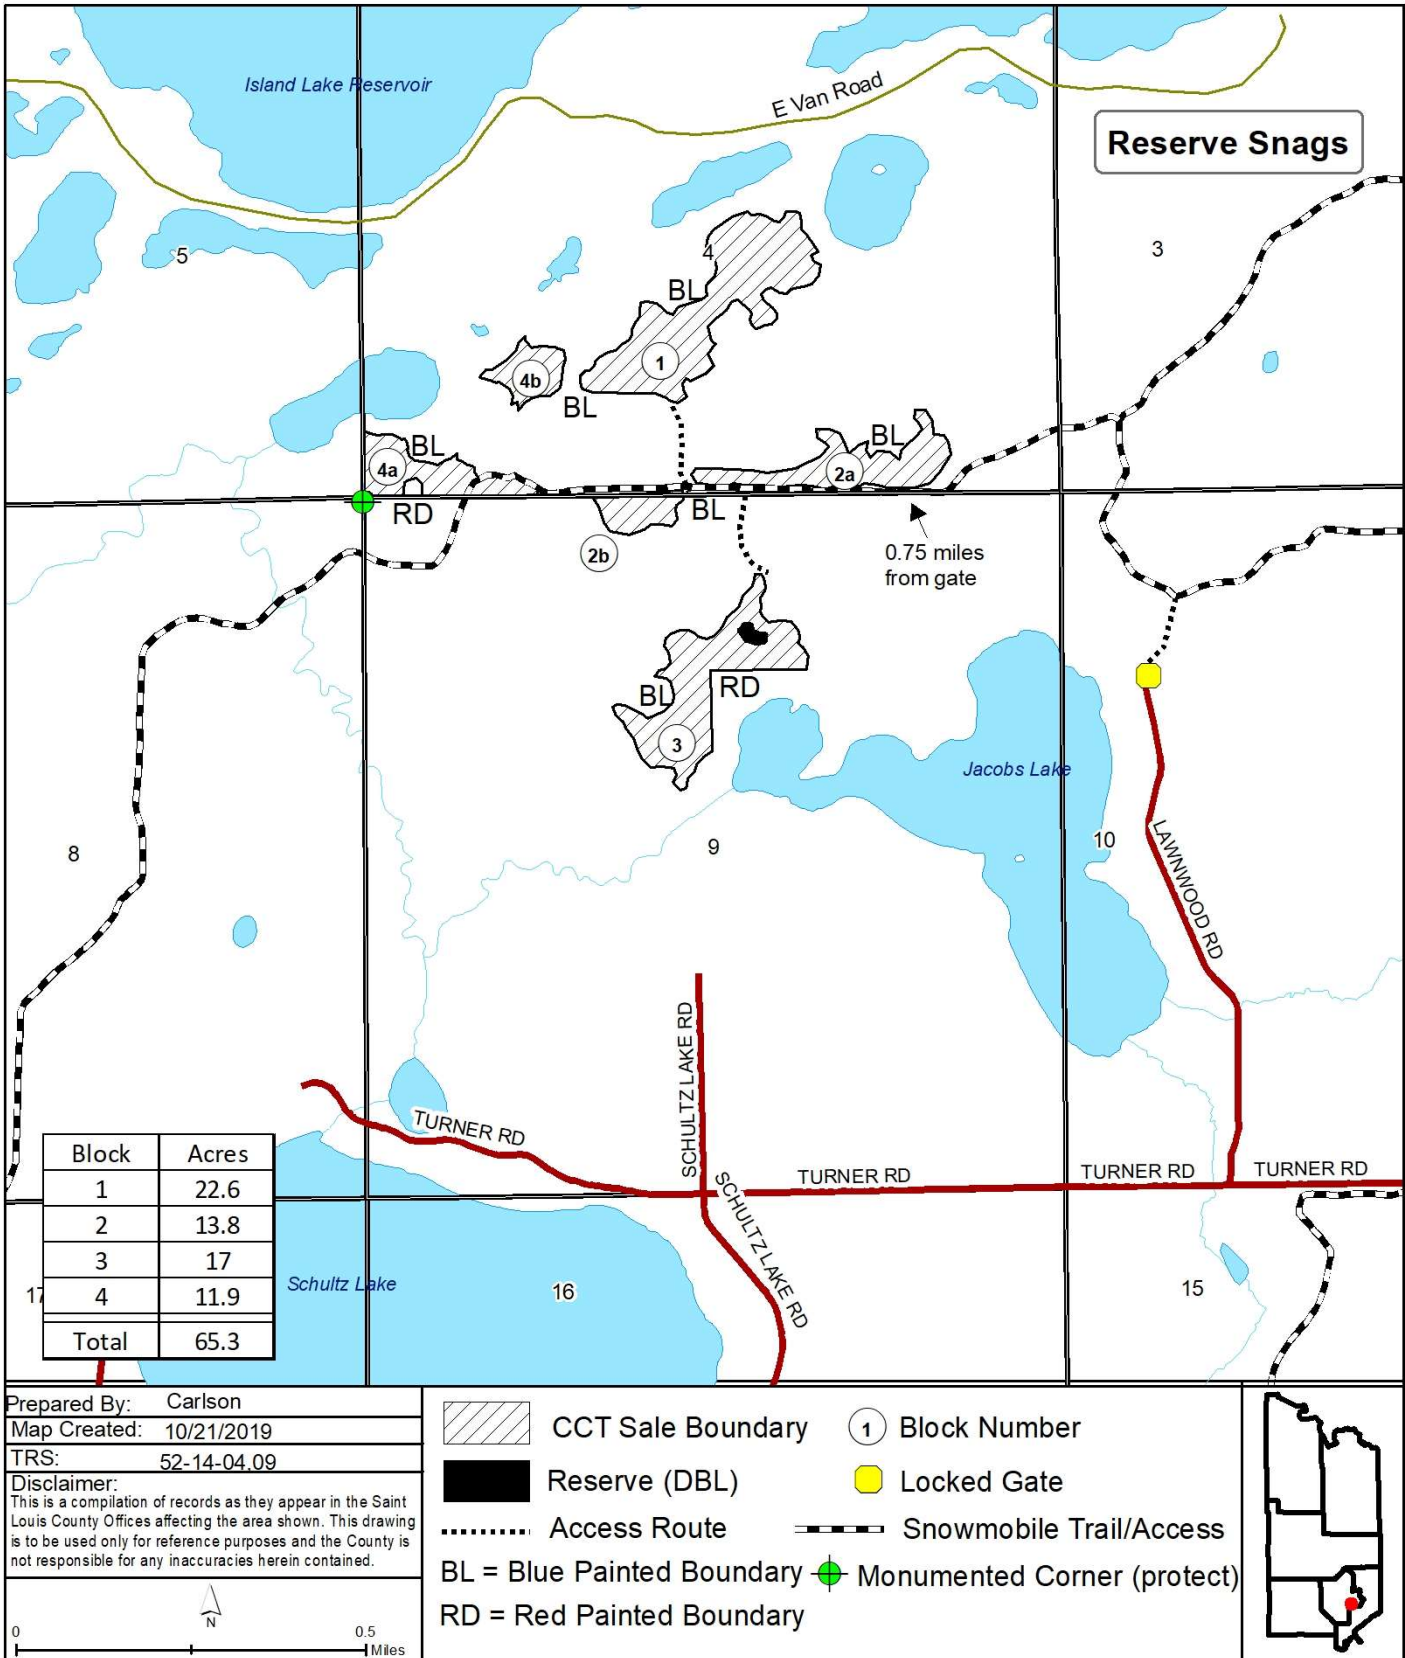 Island Lake Reservoir
E Van Road
Reserve Snags
5
4
3
BL
1
4b
BL
BL
4a
BL
2a
RD
BL
2b
0.75 miles
from gate
BL
RD
3
Jacobs Lake
8
9
10
LAWNWOOD RD
SCHULTZ LAKE RD
TURNER RD
TURNER RD
TURNER RD
TURNER RD
SCHULTZ LAKE RD
Block Acres
1 22.6
2 13.8
3 17
4 11.9
Total 65.3
17
Schultz Lake
16
15
Prepared By: Carlson
Map Created: 10/21/2019
TRS: 52-14-04,09
Disclaimer:
This is a compilation of records as they appear in the Saint
Louis County Offices affecting the area shown. This drawing
is to be used only for reference purposes and the County is
not responsible for any inaccuracies herein contained.
N
0 0.5
Miles
CCT Sale Boundary
1 Block Number
Reserve (DBL)
Locked Gate
Access Route
Snowmobile Trail/Access
BL = Blue Painted Boundary
Monumented Corner (protect)
RD = Red Painted Boundary